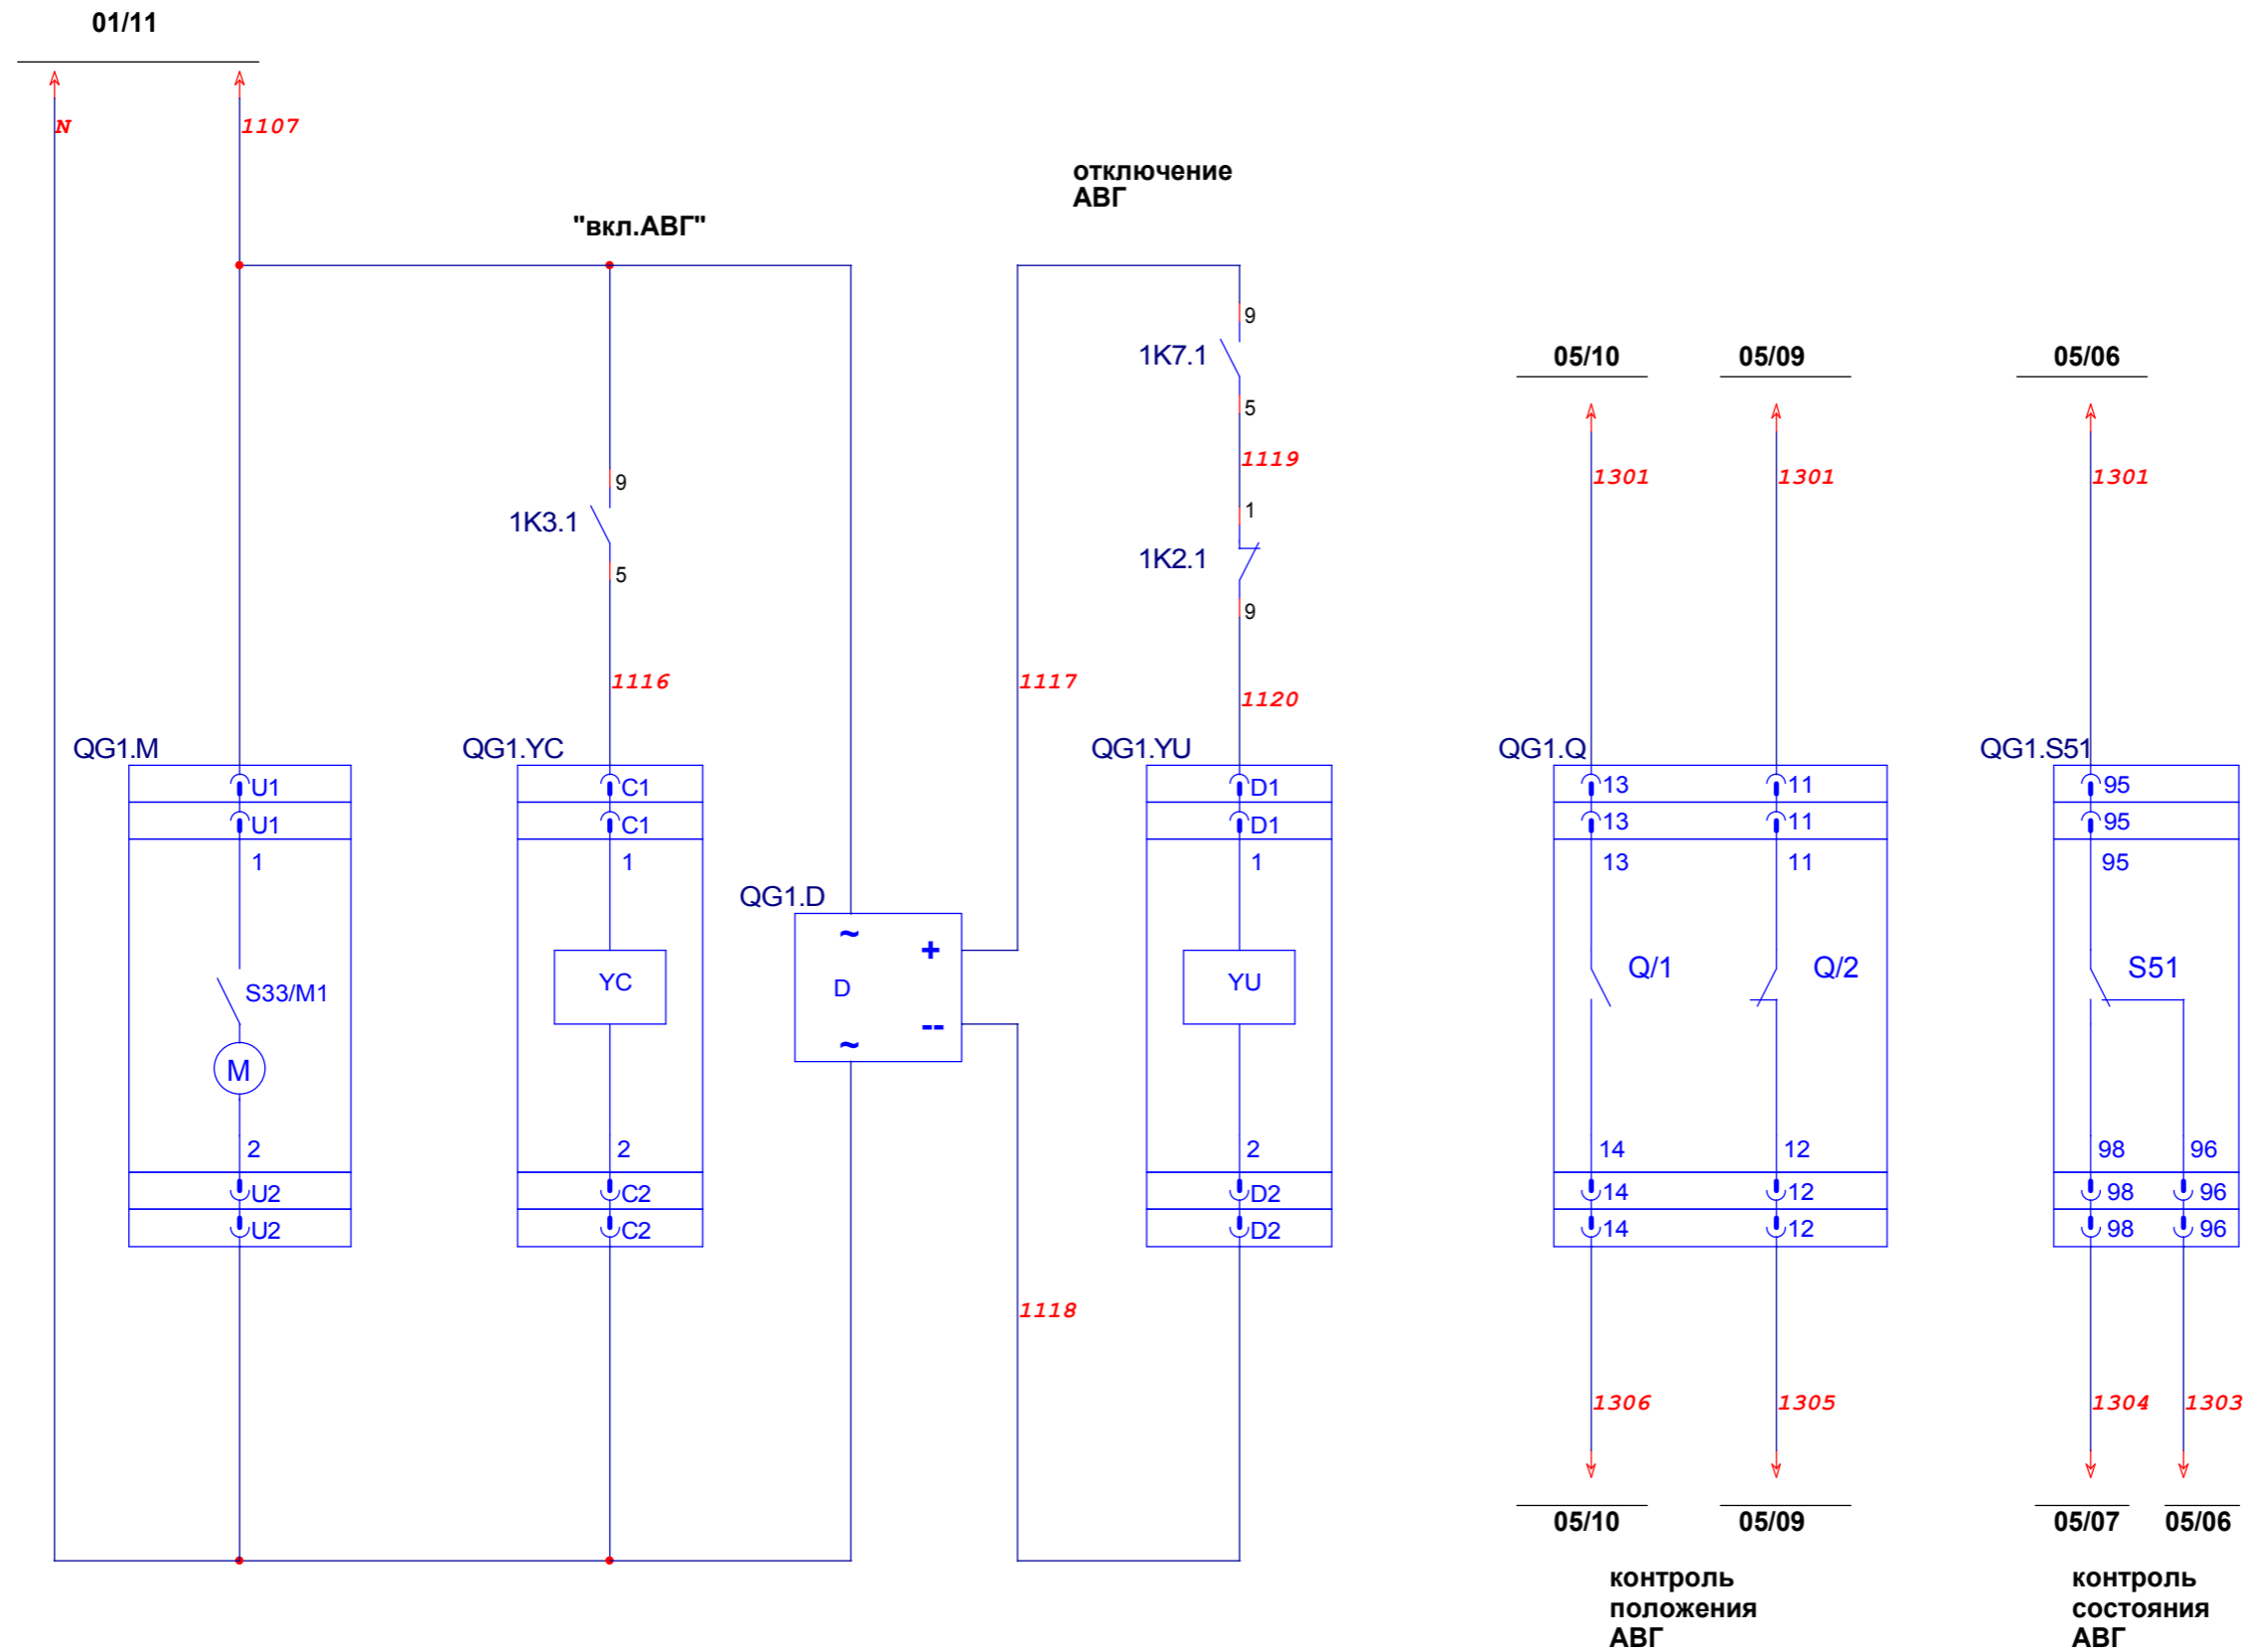 01/11
N
1107
отключение
АВГ
"вкл.АВГ"
9
1K7.1
5
1119
1
1K2.1
9
1120
9
1K3.1
5
1116
1117
05/10
05/09
05/06
1301
1301
1301
QG1.M
QG1.YC
QG1.YU
QG1.Q
QG1.S51
U1
C1
D1
13
11
95
U1
C1
D1
13
11
95
1
1
1
13
11
95
QG1.D
~
+
D
--
~
S33/M1
M
YC
YU
Q/1
Q/2
S51
2
2
2
14
12
98
96
U2
C2
D2
14
12
98
96
U2
C2
D2
14
12
98
96
1118
1306
1305
1304
1303
05/10
05/09
05/07
05/06
контроль
положения
АВГ
контроль
состояния
АВГ